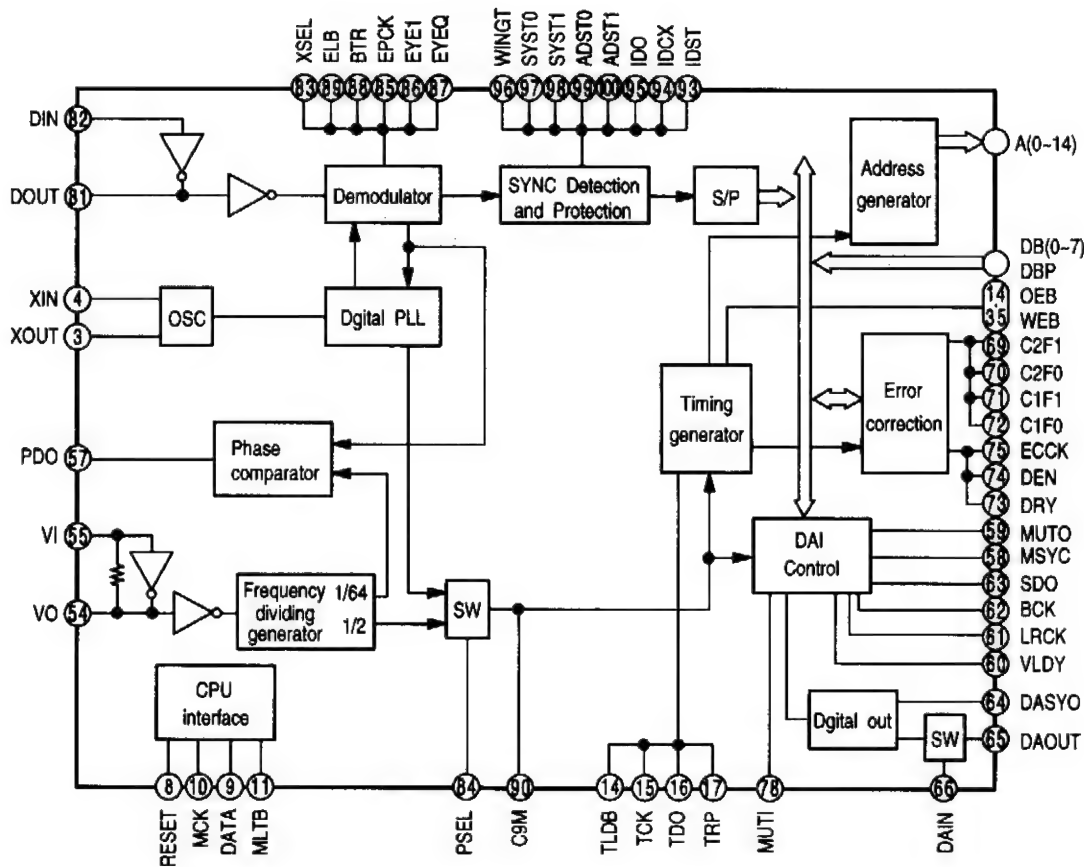 XSEL
ELB
BTR
EPCK
EYE1
EYEQ
WINGT
SYST0
SYST1
ADST0
ADST1
IDO
IDCX
IDST
83
89
88
85
86
87
96
97
98
99
100
95
94
93
DIN 82
DOUT 81
Demodulator
SYNC Detection
and Protection
S/P
Address
generator
A(0~14)
DB(0~7)
DBP
XIN 4
XOUT 3
OSC
Dgital PLL
14 OEB
35 WEB
69 C2F1
70 C2F0
71 C1F1
72 C1F0
75 ECCK
74 DEN
73 DRY
Timing
generator
Error
correction
PDO 57
Phase
comparator
VI 55
VO 54
Frequency 1/64
dividing
generator 1/2
SW
DAI
Control
59 MUTO
58 MSYC
63 SDO
62 BCK
61 LRCK
60 VLDY
CPU
interface
Dgital out
SW
64 DASYO
65 DAOUT
8
10
9
11
84
90
14
15
16
17
78
66
RESET
MCK
DATA
MLTB
PSEL
C9M
TLDB
TCK
TDO
TRP
MUTI
DAIN